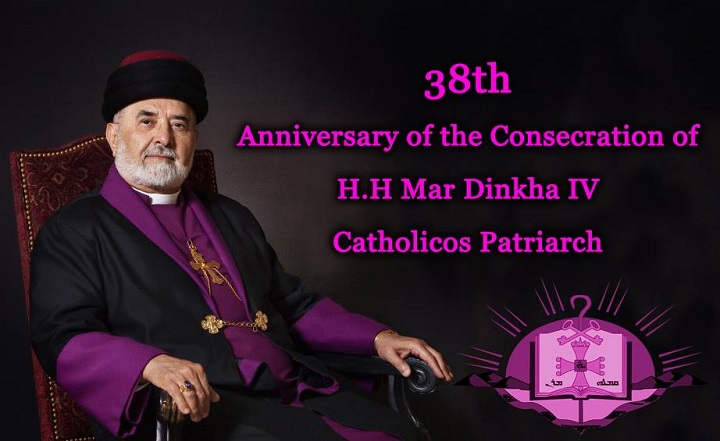 38th
Anniversary of the Consecration of
H.H Mar Dinkha IV
Catholicos Patriarch